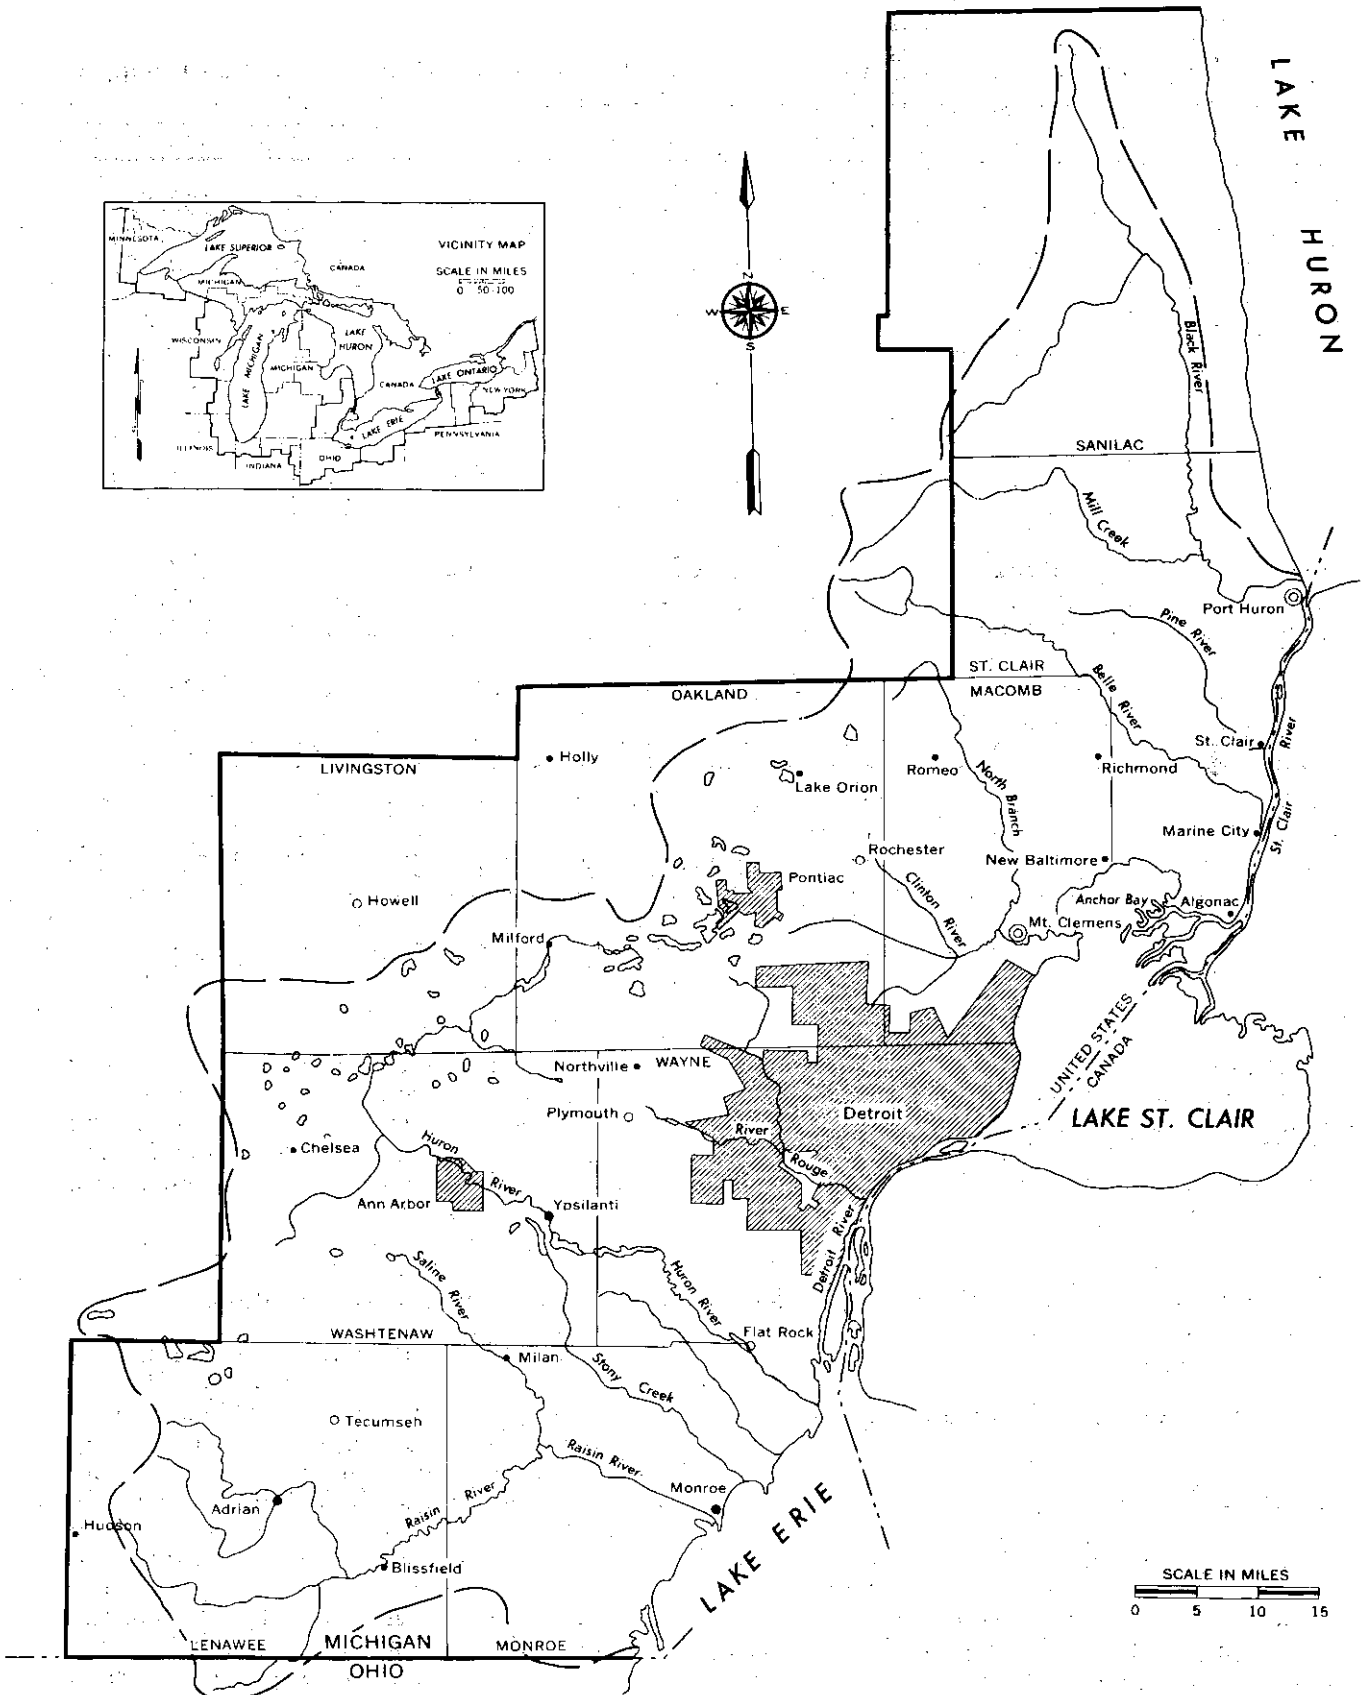 LAKE HURON
VICINITY MAP
SCALE IN MILES
0 50 100
MINNESOTA
LAKE SUPERIOR
CANADA
MICHIGAN
WISCONSIN
LAKE MICHIGAN
LAKE HURON
MICHIGAN
CANADA
LAKE ONTARIO
NEW YORK
LAKE ERIE
PENNSYLVANIA
ILLINOIS
INDIANA
OHIO
N
W
E
S
Black River
SANILAC
Mill Creek
Port Huron
Pine River
ST. CLAIR
MACOMB
OAKLAND
Belle River
St. Clair
St. Clair River
LIVINGSTON
Holly
Lake Orion
Romeo
North Branch
Richmond
Marine City
Rochester
New Baltimore
Pontiac
Clinton River
Anchor Bay
Algonac
Howell
Mt. Clemens
Milford
UNITED STATES
CANADA
Northville
WAYNE
Plymouth
Detroit
LAKE ST. CLAIR
River Rouge
Chelsea
Huron River
Ann Arbor
Ypsilanti
Detroit River
Saline River
Huron River
Flat Rock
WASHTENAW
Milan
Stony Creek
Tecumseh
Raisin River
Monroe
Adrian
Raisin River
Hudson
Blissfield
LAKE ERIE
SCALE IN MILES
0 5 10 15
LENAWEE
MICHIGAN
MONROE
OHIO